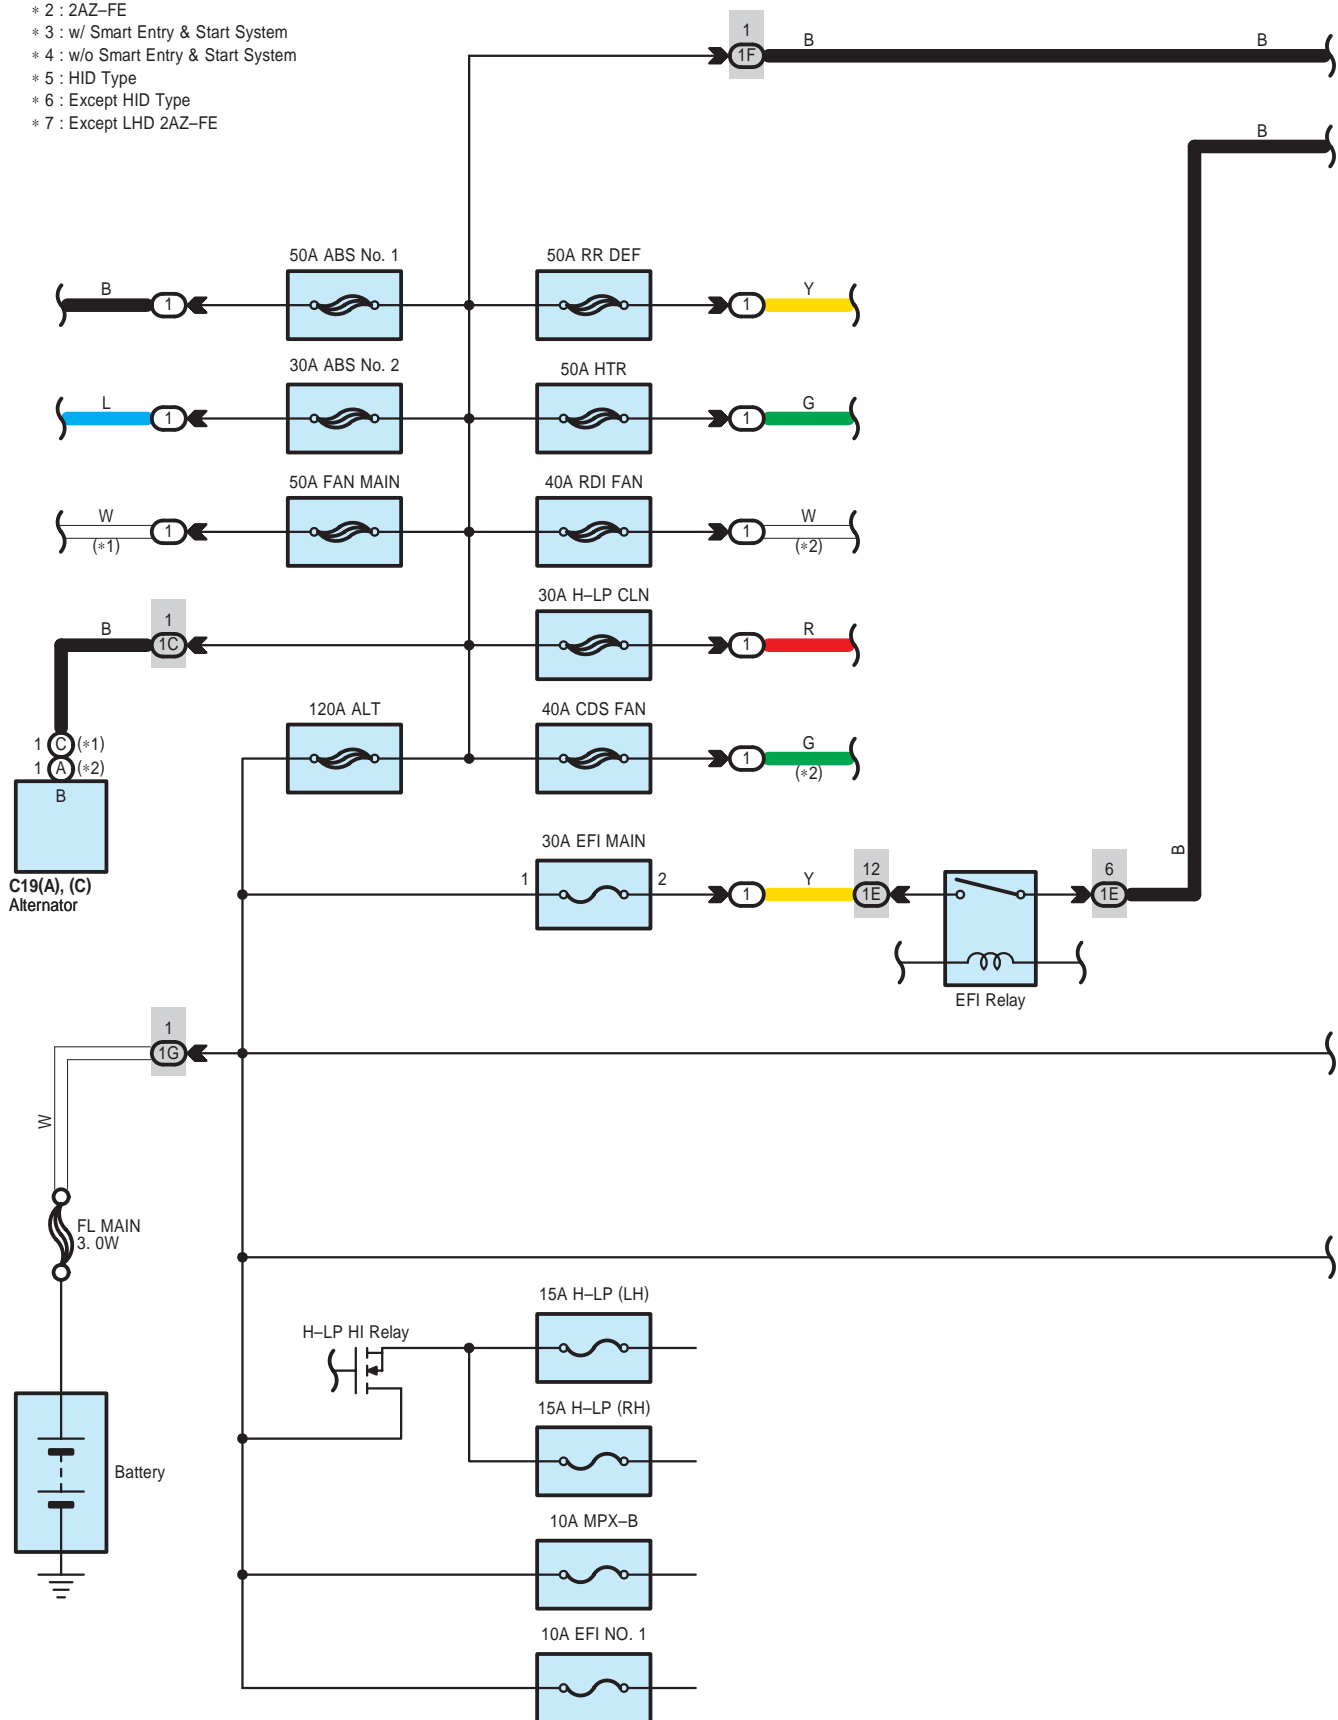 * 2 : 2AZ–FE
* 3 : w/ Smart Entry & Start System
* 4 : w/o Smart Entry & Start System
* 5 : HID Type
* 6 : Except HID Type
* 7 : Except LHD 2AZ–FE
1
1F
B
B
B
50A ABS No. 1
50A RR DEF
B
1
1
Y
30A ABS No. 2
50A HTR
L
1
1
G
50A FAN MAIN
40A RDI FAN
W
(*1)
1
1
W
(*2)
30A H–LP CLN
B
1
1C
1
R
120A ALT
40A CDS FAN
1 C (*1)
1 A (*2)
B
1
G
(*2)
C19(A), (C)
Alternator
30A EFI MAIN
1
2
1
Y
12
1E
6
1E
B
EFI Relay
1
1G
W
FL MAIN
3. 0W
15A H–LP (LH)
H–LP HI Relay
15A H–LP (RH)
Battery
10A MPX–B
10A EFI NO. 1